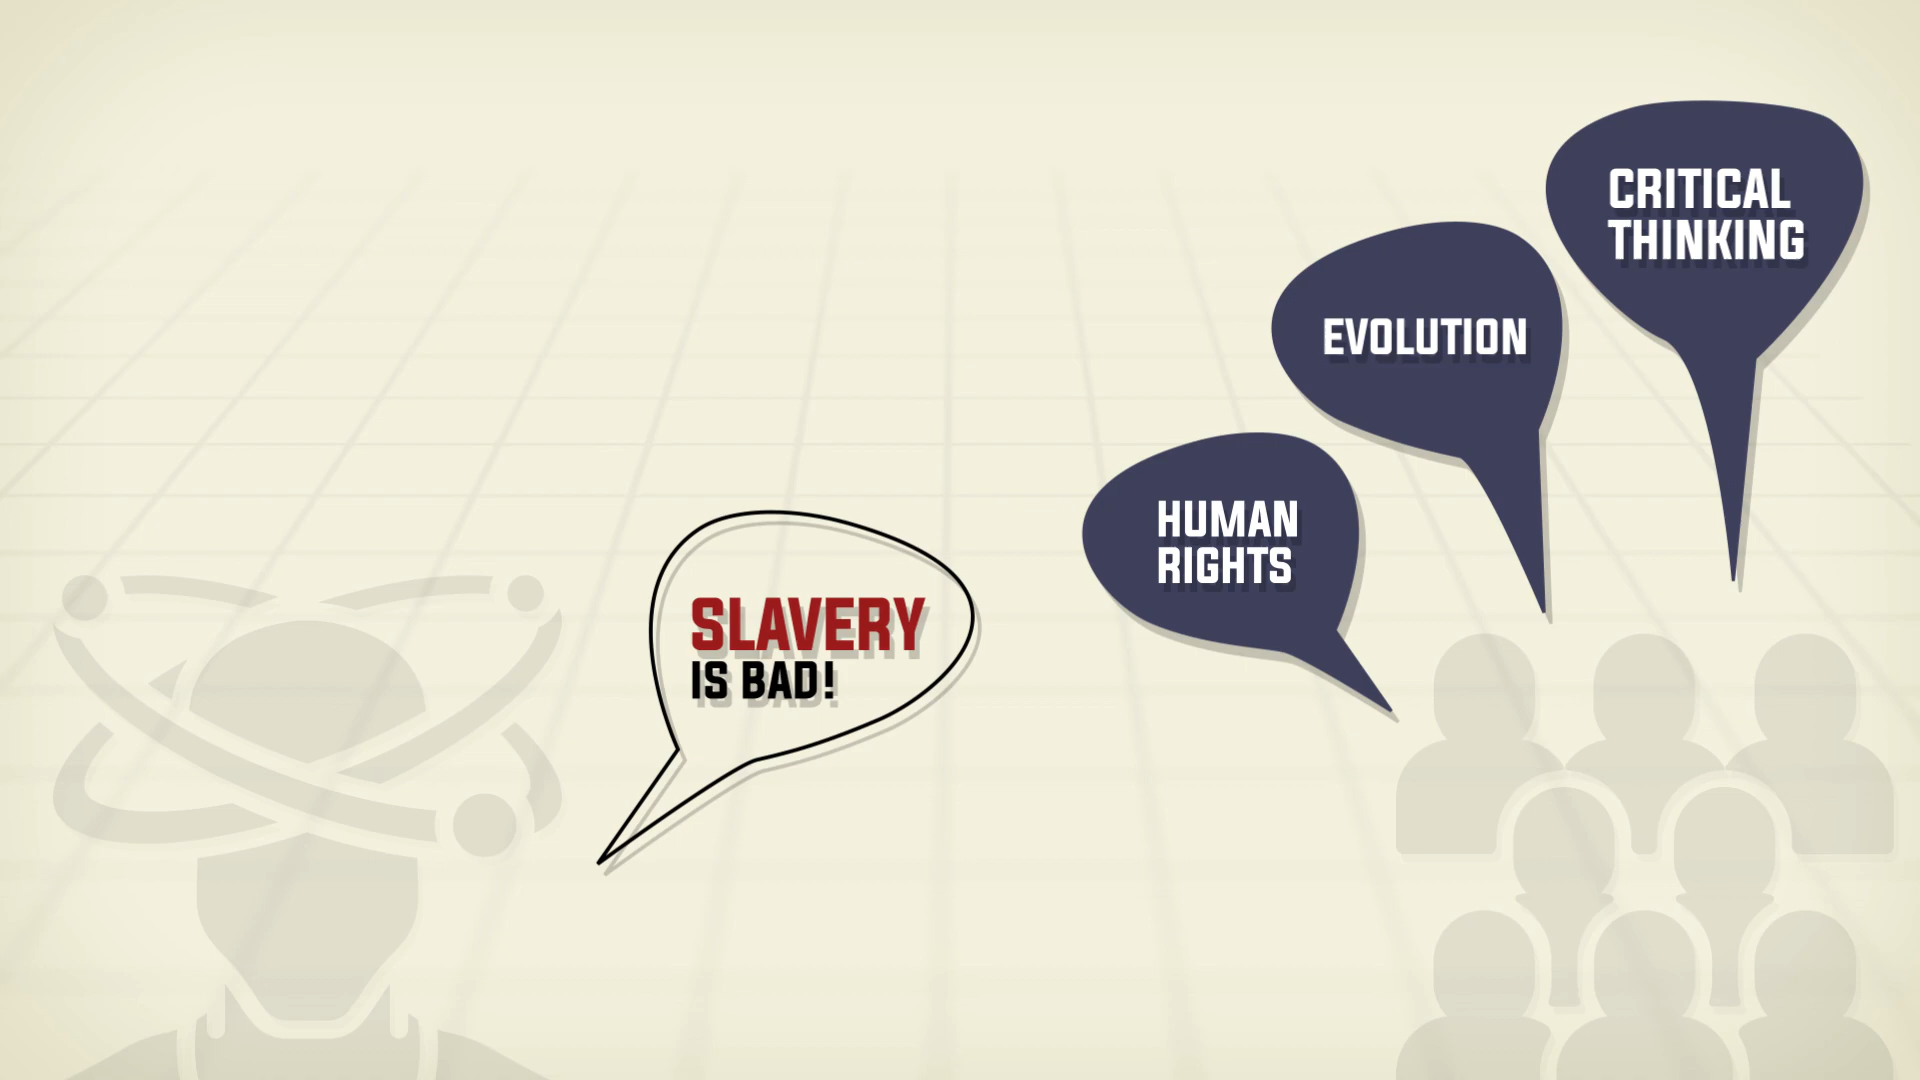 CRITICAL
THINKING
EVOLUTION
HUMAN
RIGHTS
SLAVERY
IS BAD!